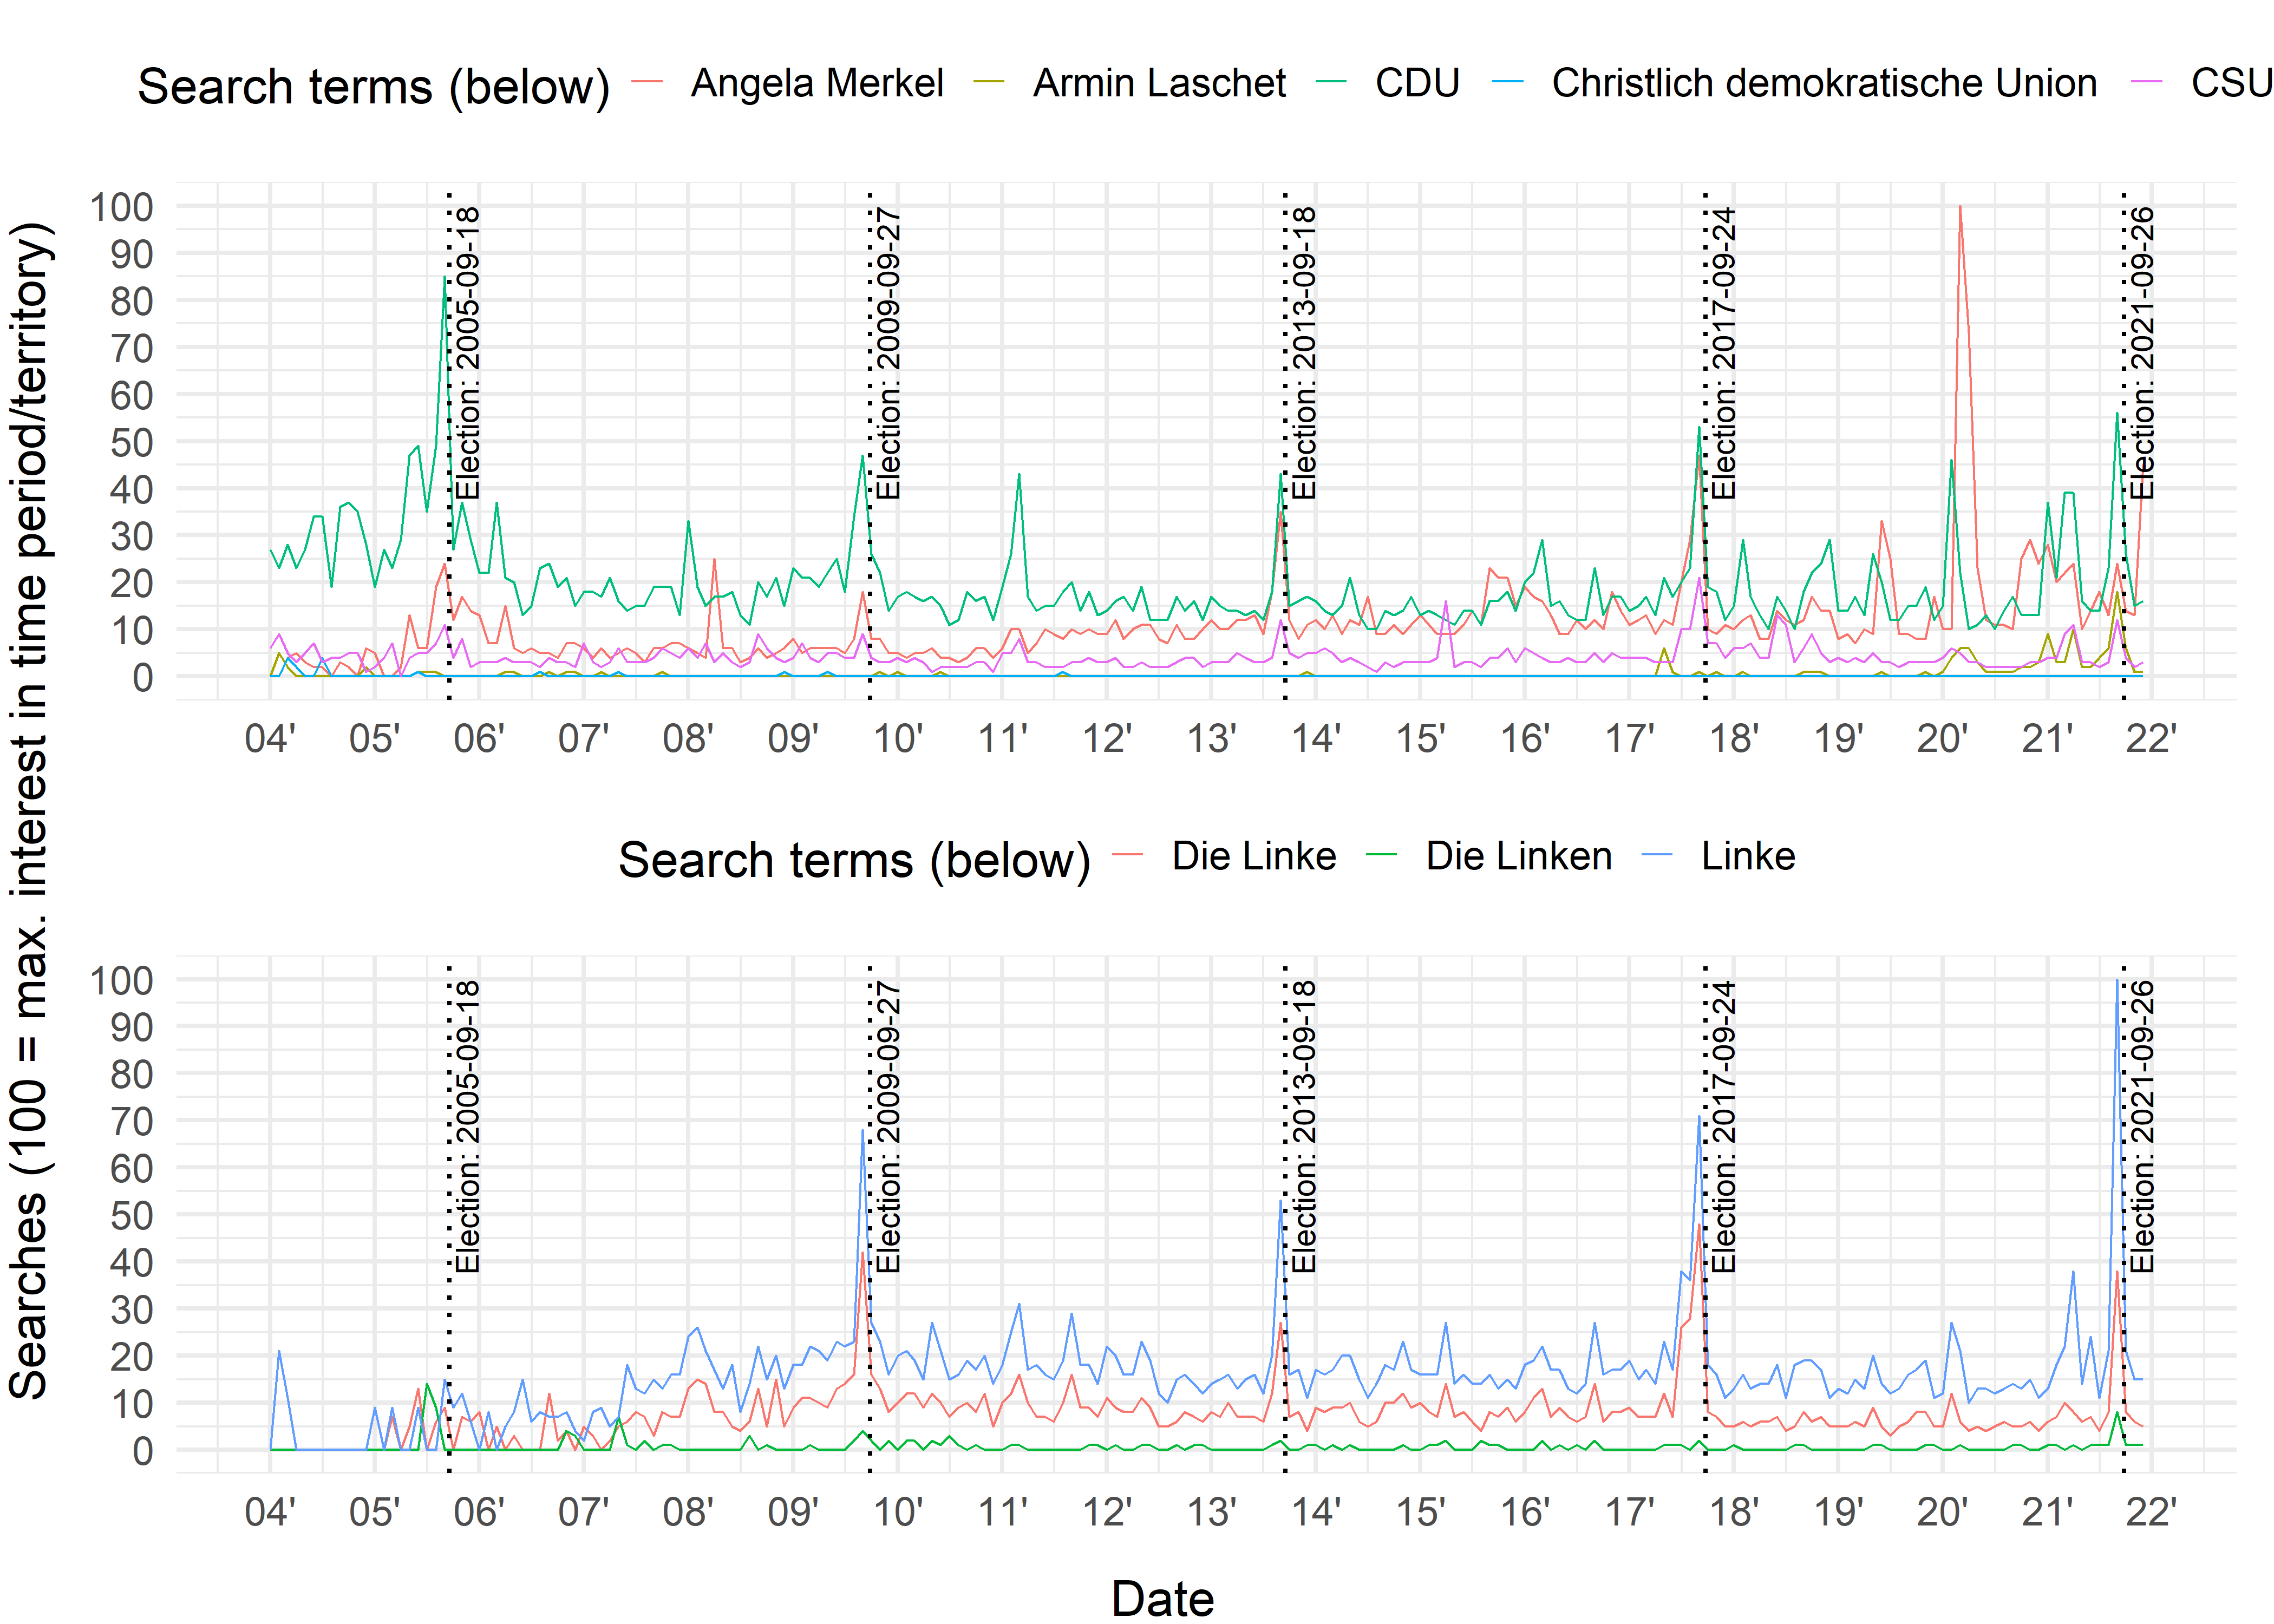 Search terms (below) Angela Merkel Armin Laschet CDU Christlich demokratische Union CSU
Searches (100 = max. interest in time period/territory)
100
90
80
70
60
50
40
30
20
10
0
Election: 2005-09-18
Election: 2009-09-27
Election: 2013-09-18
Election: 2017-09-24
Election: 2021-09-26
04' 05' 06' 07' 08' 09' 10' 11' 12' 13' 14' 15' 16' 17' 18' 19' 20' 21' 22'
Search terms (below) Die Linke Die Linken Linke
100
90
80
70
60
50
40
30
20
10
0
Election: 2005-09-18
Election: 2009-09-27
Election: 2013-09-18
Election: 2017-09-24
Election: 2021-09-26
04' 05' 06' 07' 08' 09' 10' 11' 12' 13' 14' 15' 16' 17' 18' 19' 20' 21' 22'
Date